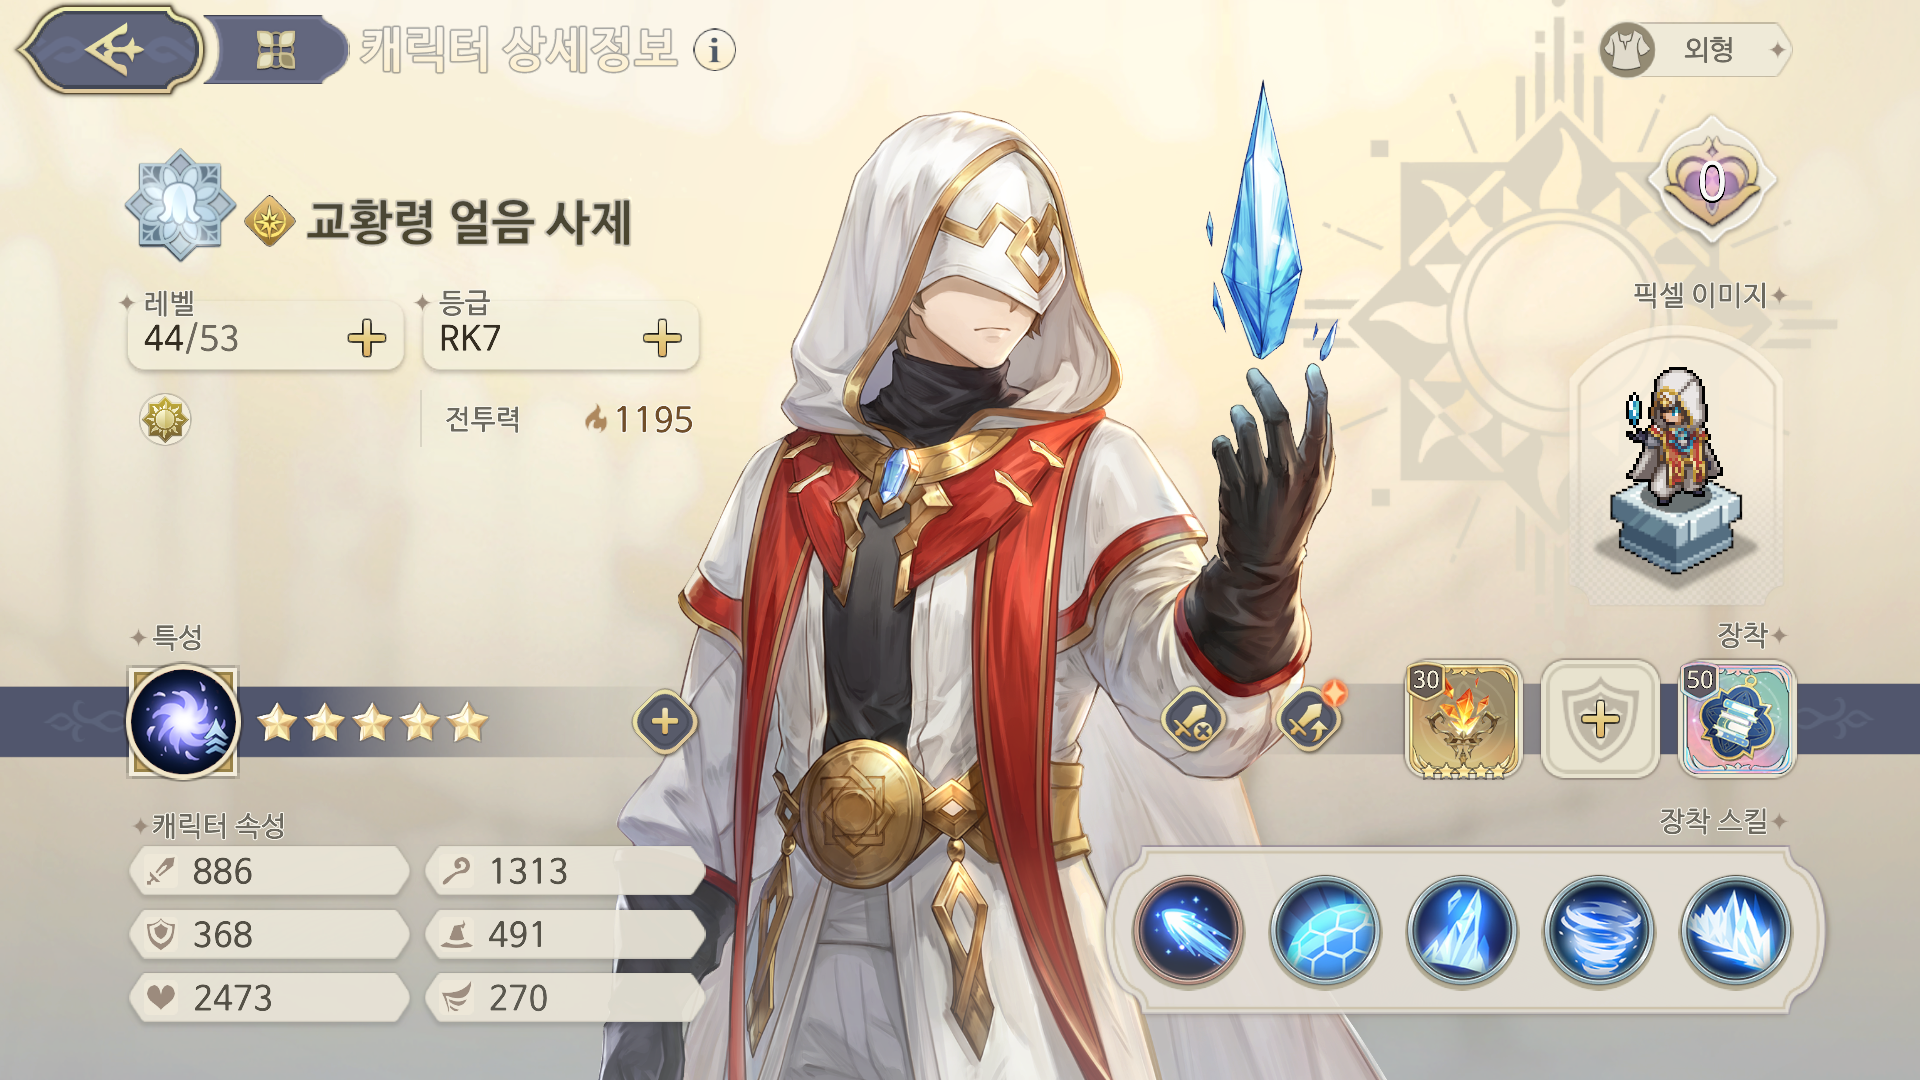 캐릭터 상세정보
외형
0
교황령 얼음 사제
픽셀 이미지
레벨
44/53
등급
RK7
전투력 1195
특성
장착
30
50
캐릭터 속성
장착 스킬
886
1313
368
491
2473
270